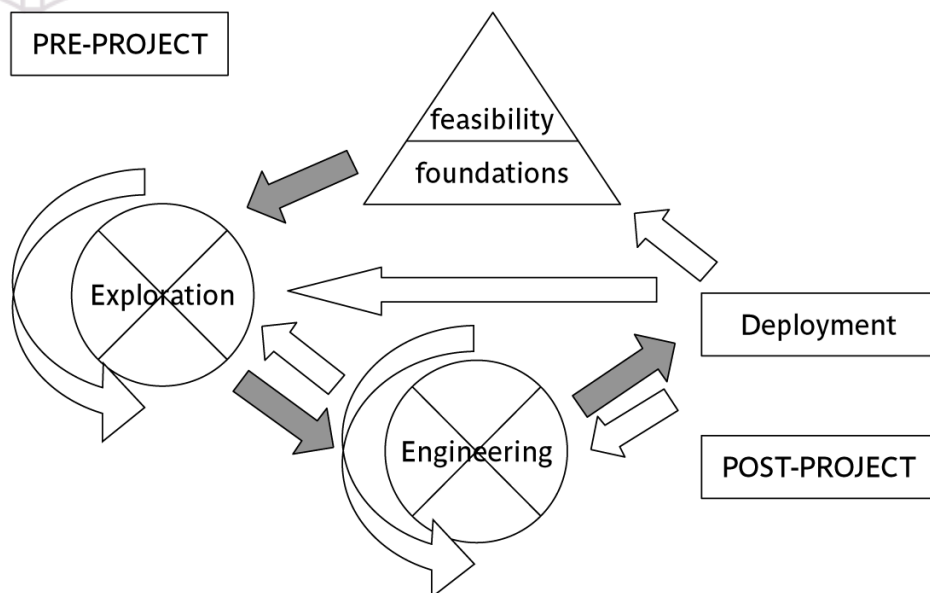 PRE-PROJECT
feasibility
foundations
Exploration
Deployment
Engineering
POST-PROJECT